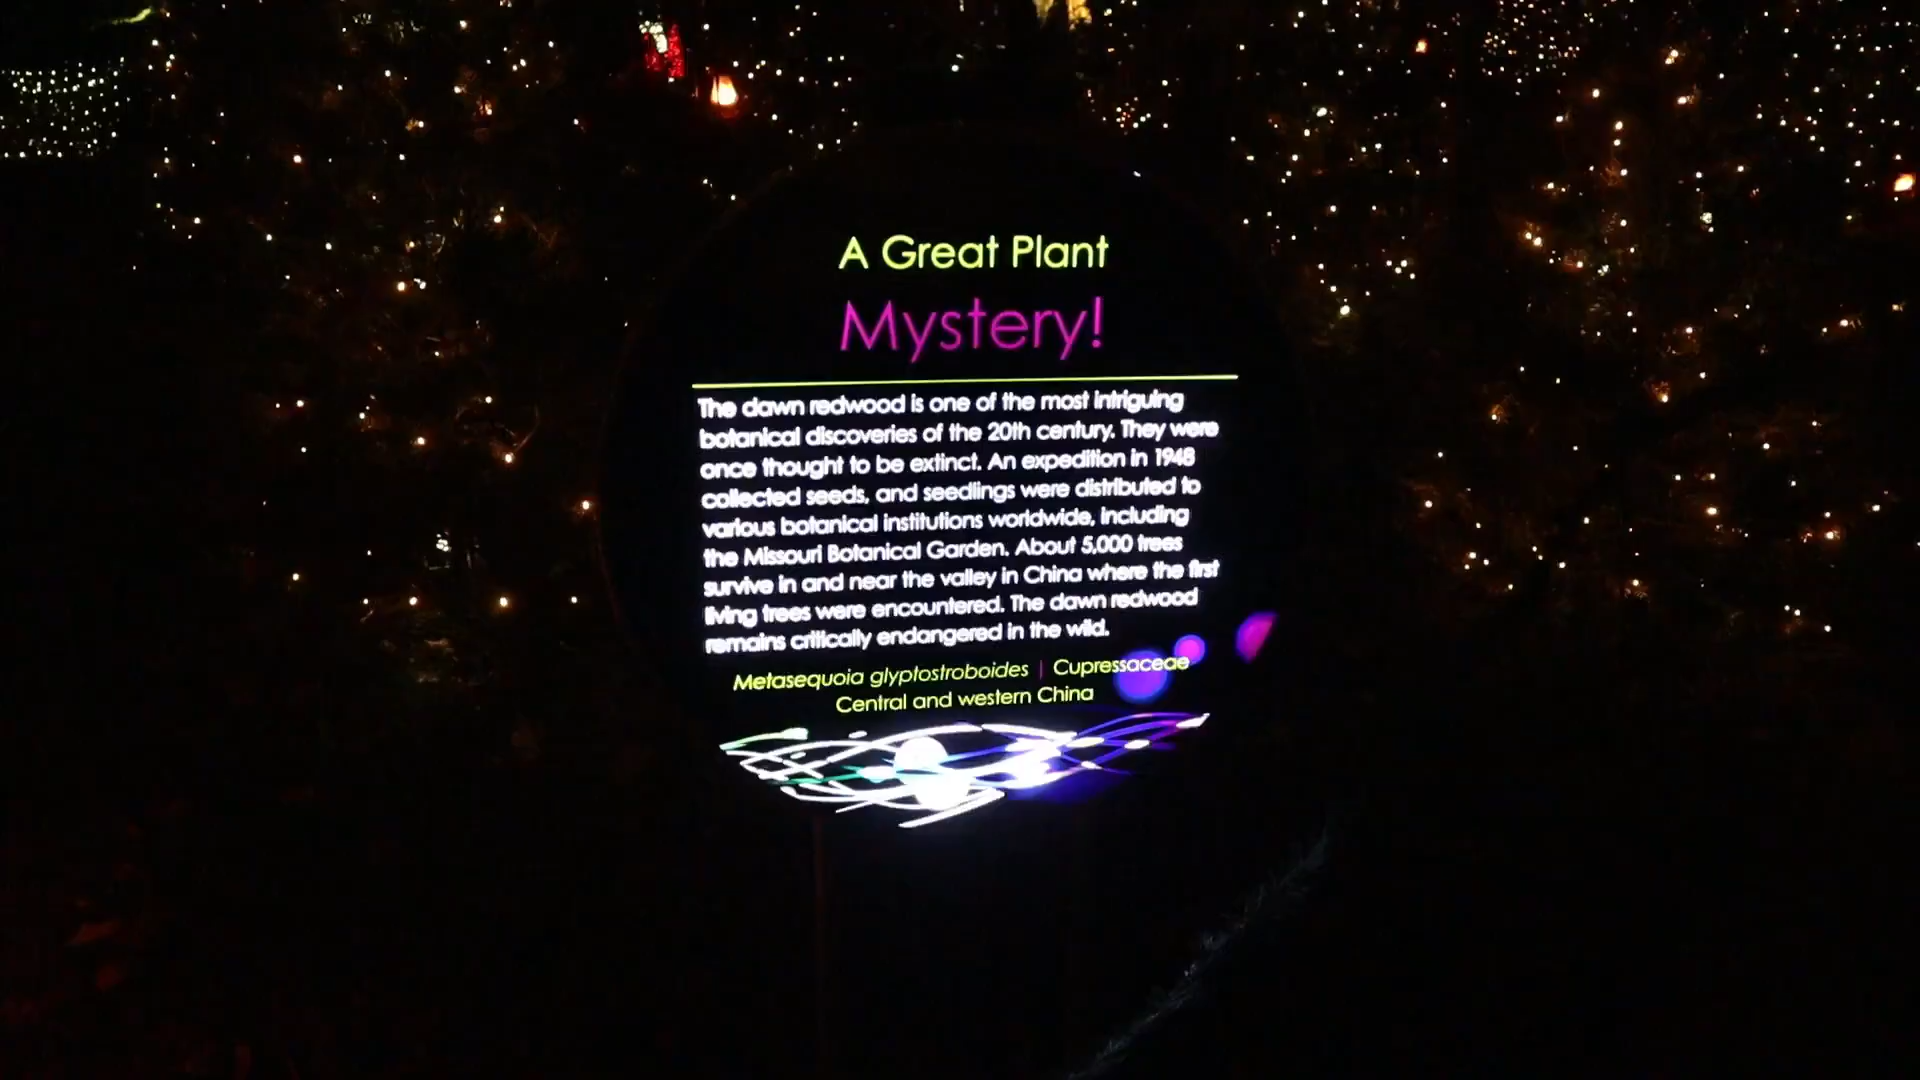 A Great Plant
Mystery!
The dawn redwood is one of the most intriguing
botanical discoveries of the 20th century. They were
once thought to be extinct. An expedition in 1948
collected seeds, and seedlings were distributed to
various botanical institutions worldwide, including
the Missouri Botanical Garden. About 5,000 trees
survive in and near the valley in China where the first
living trees were encountered. The dawn redwood
remains critically endangered in the wild.
Metasequoia glyptostroboides | Cupressaceae
Central and western China